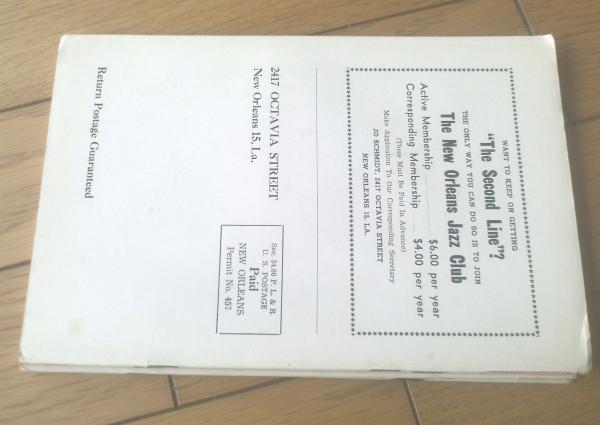 WANT TO KEEP ON GETTING
"The Second Line"?
THE ONLY WAY YOU CAN DO SO IS TO JOIN
The New Orleans Jazz Club
Active Membership .......... $6.00 per year
Corresponding Membership .... $4.00 per year
(These Must Be Paid In Advance)
Make Application To Our Corresponding Secretary
JO SCHMIDT, 2417 OCTAVIA STREET
NEW ORLEANS 15, LA.
2417 OCTAVIA STREET
New Orleans 15, La.
Sec. 34.66 P. L. & R.
U. S. POSTAGE
Paid
NEW ORLEANS
Permit No. 457
Return Postage Guaranteed